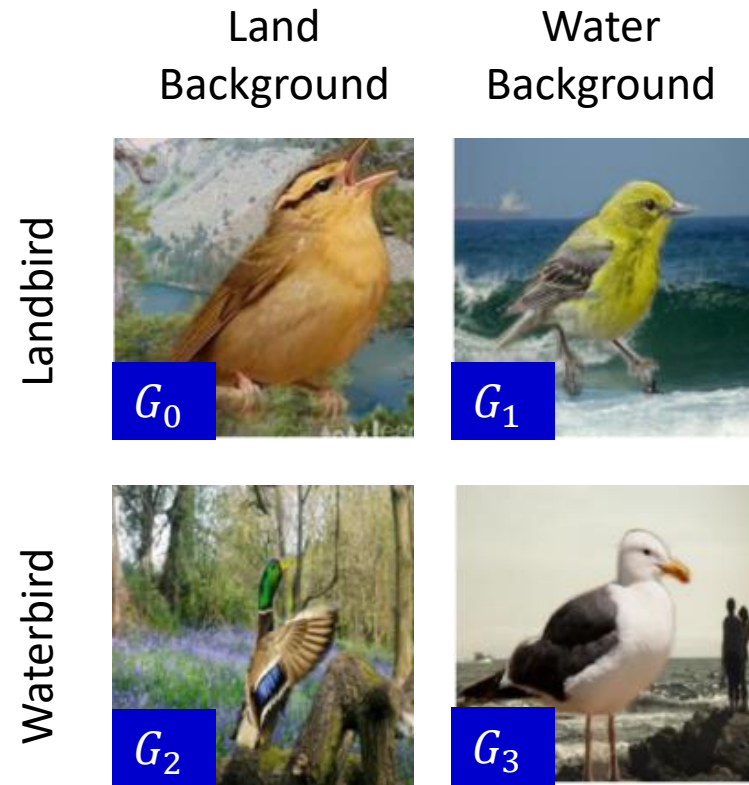 Land
Background
Water
Background
Landbird
G₀
G₁
Waterbird
G₂
G₃